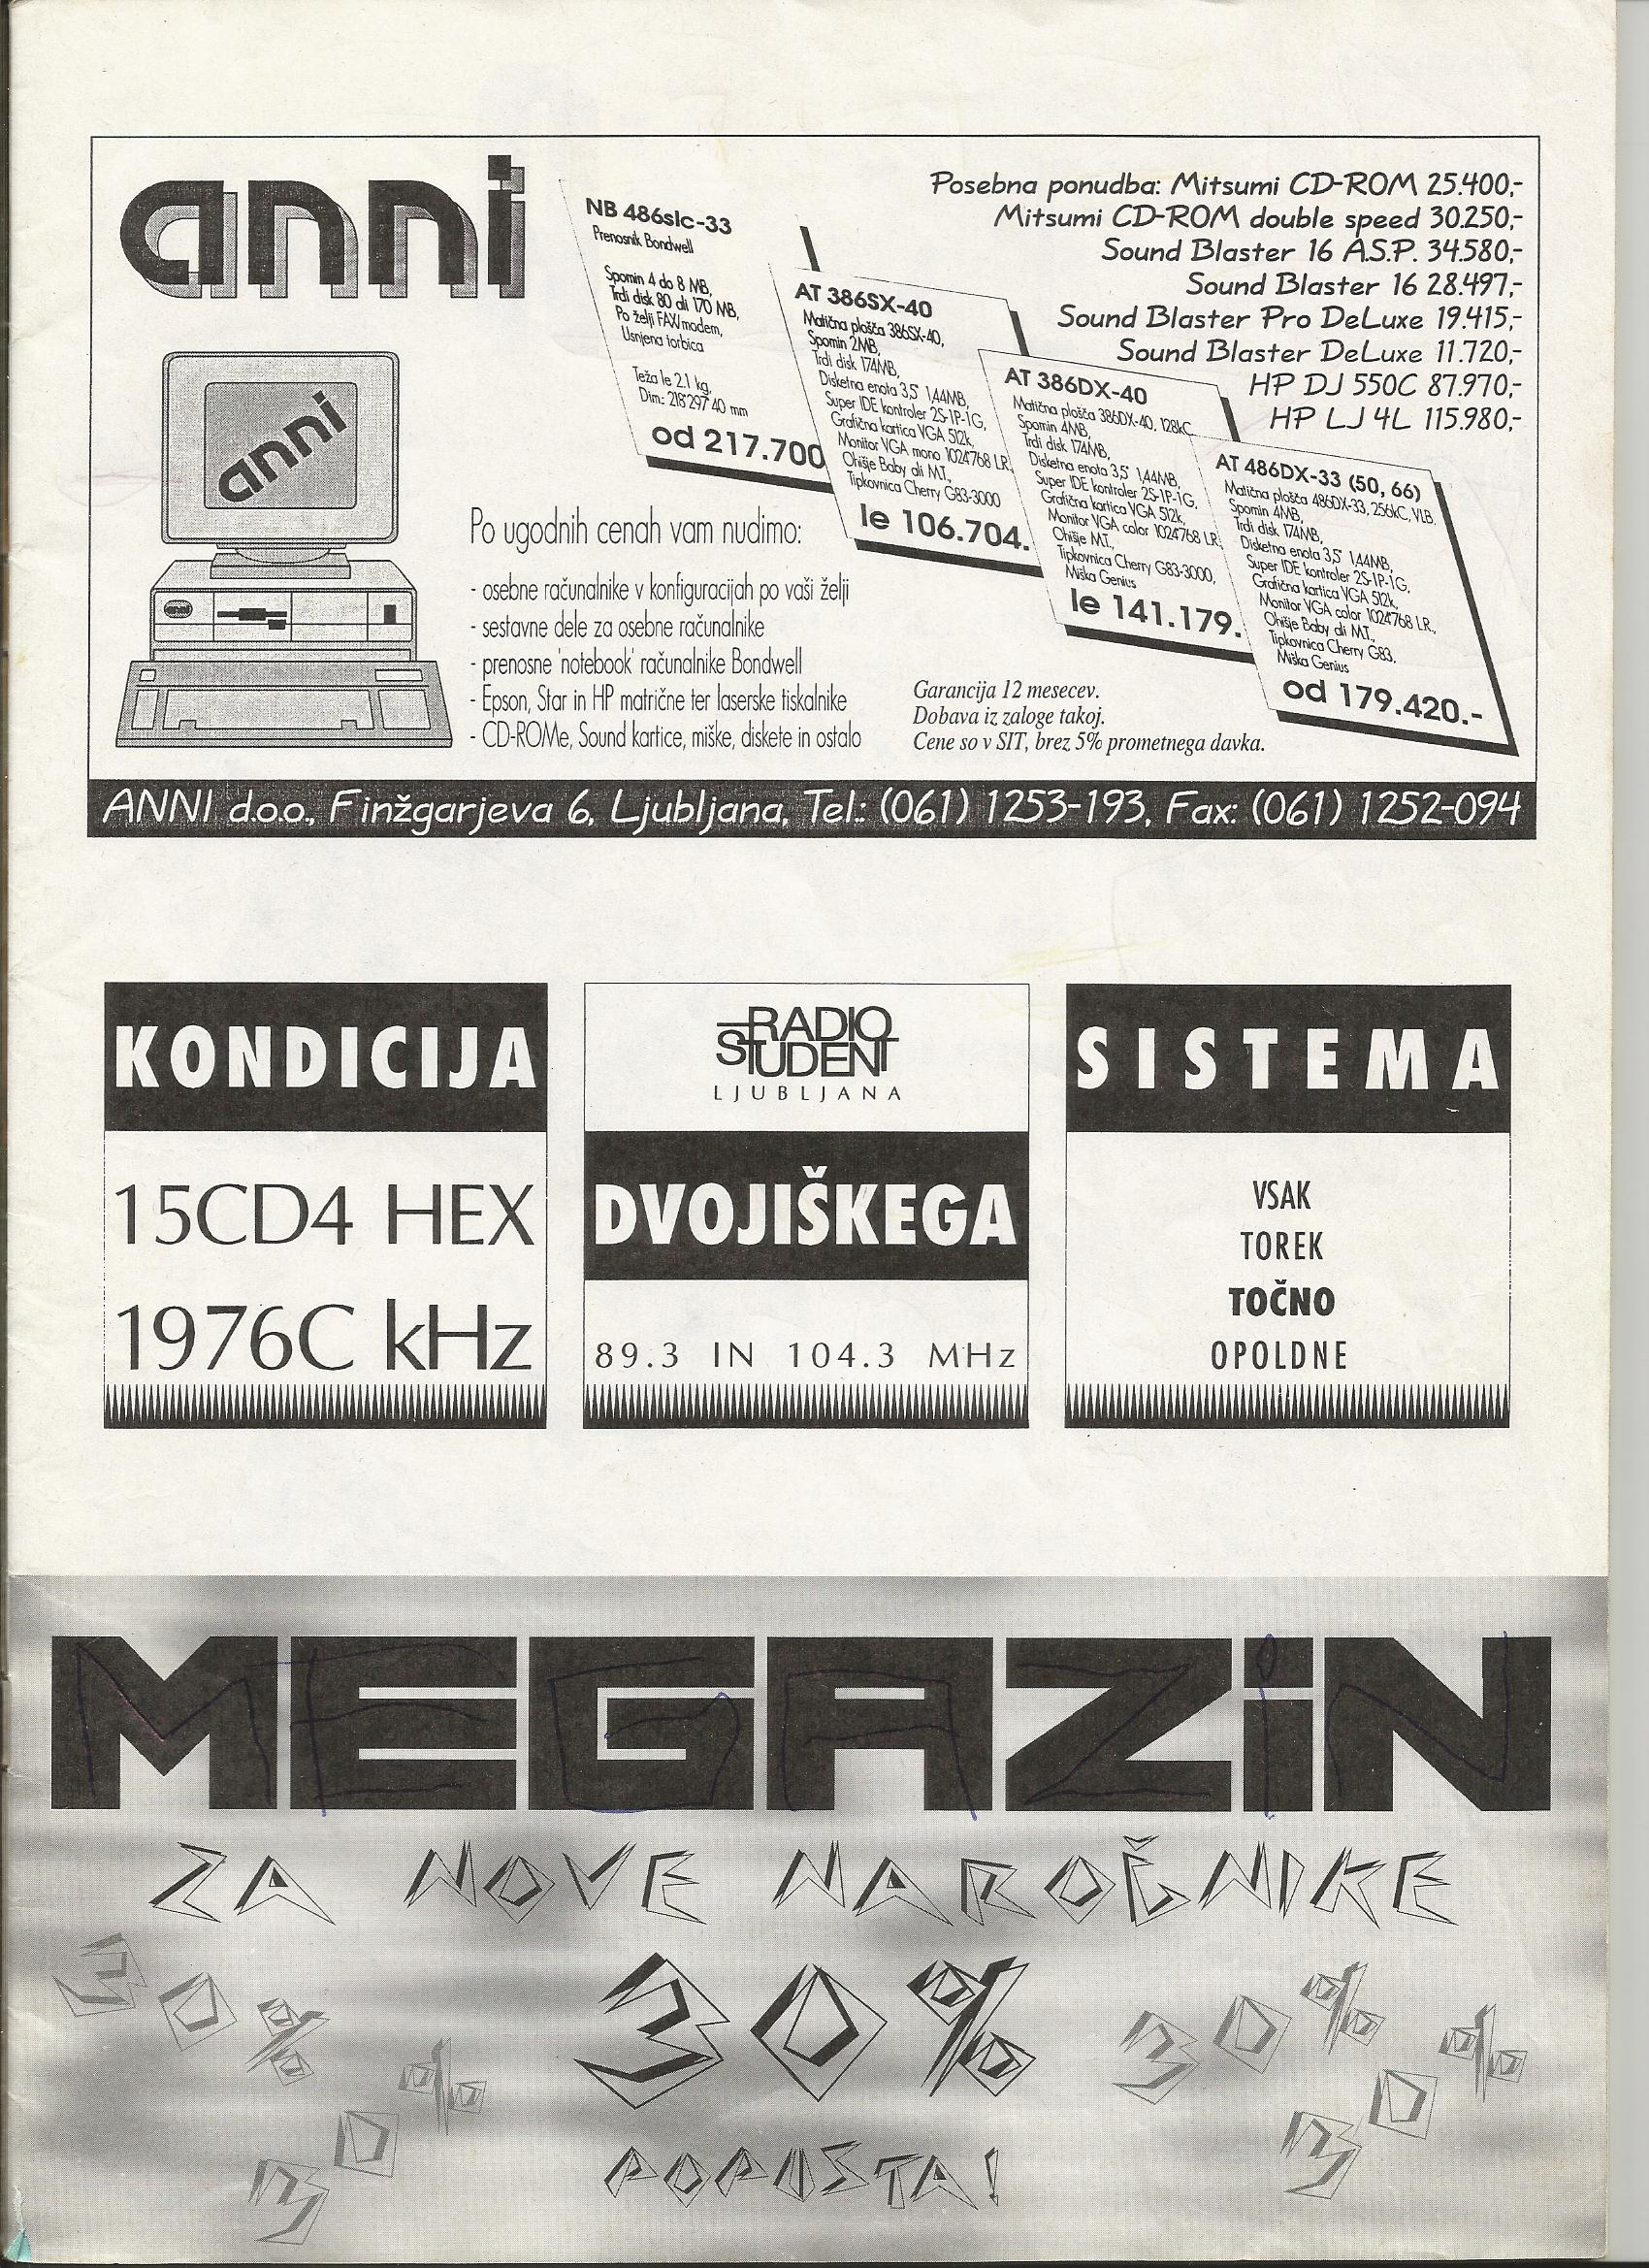 anni
anni
anni
NB 486slc-33
Prenosnik Bondwell
Spomin 4 do 8 MB,
Trdi disk 80 ali 170 MB,
Po želji FAX/modem,
Usnjena torbica
Teža le 2.1 kg,
Dim.: 218*297*40 mm
od 217.700
AT 386SX-40
Matična plošča 386SX-40,
Spomin 2MB,
Trdi disk 174MB,
Disketna enota 3,5" 1,44MB,
Super IDE kontroler 2S-1P-1G,
Grafična kartica VGA 512k,
Monitor VGA mono 1024*768 LR,
Ohišje Baby ali M.T.,
Tipkovnica Cherry G83-3000
le 106.704.
AT 386DX-40
Matična plošča 386DX-40, 128kC,
Spomin 4MB,
Trdi disk 174MB,
Disketna enota 3,5" 1,44MB,
Super IDE kontroler 2S-1P-1G,
Grafična kartica VGA 512k,
Monitor VGA color 1024*768 LR,
Ohišje M.T.,
Tipkovnica Cherry G83-3000,
Miška Genius
le 141.179.
AT 486DX-33 (50, 66)
Matična plošča 486DX-33, 256kC, VLB.
Spomin 4MB,
Trdi disk 174MB,
Disketna enota 3,5" 1,44MB,
Super IDE kontroler 2S-1P-1G,
Grafična kartica VGA 512k,
Monitor VGA color 1024*768 L.R.,
Ohišje Baby ali M.T.,
Tipkovnica Cherry G83,
Miška Genius
od 179.420.-
Posebna ponudba: Mitsumi CD-ROM 25.400,-
Mitsumi CD-ROM double speed 30.250,-
Sound Blaster 16 A.S.P. 34.580,-
Sound Blaster 16 28.497,-
Sound Blaster Pro DeLuxe 19.415,-
Sound Blaster DeLuxe 11.720,-
HP DJ 550C 87.970,-
HP LJ 4L 115.980,-
Po ugodnih cenah vam nudimo:
- osebne računalnike v konfiguracijah po vaši želji
- sestavne dele za osebne računalnike
- prenosne 'notebook' računalnike Bondwell
- Epson, Star in HP matrične ter laserske tiskalnike
- CD-ROMe, Sound kartice, miške, diskete in ostalo
Garancija 12 mesecev.
Dobava iz zaloge takoj.
Cene so v SIT, brez 5% prometnega davka.
ANNI d.o.o., Finžgarjeva 6, Ljubljana, Tel.: (061) 1253-193, Fax: (061) 1252-094
KONDICIJA
15CD4 HEX
1976C kHz
RADIO
ŠTUDENT
LJUBLJANA
DVOJIŠKEGA
89.3 IN 104.3 MHz
SISTEMA
VSAK
TOREK
TOČNO
OPOLDNE
MEGAZiN
ZA NOVE NAROČNIKE
30%
30%
30%
30%
30%
POPUSTA!